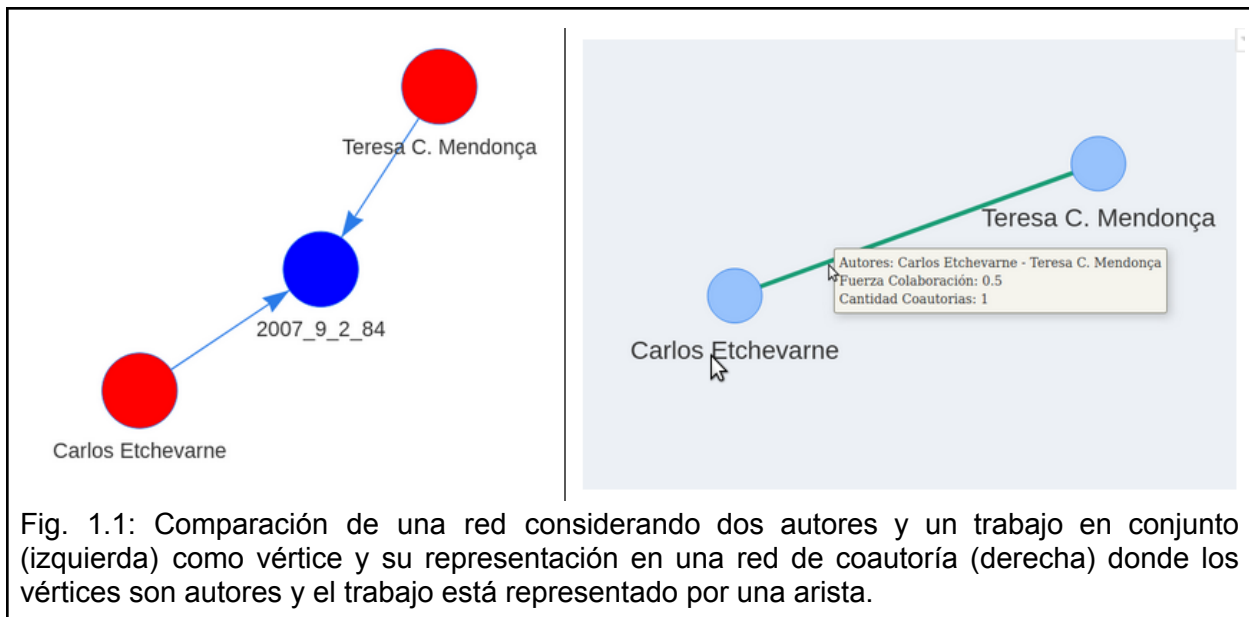 Teresa C. Mendonça
2007_9_2_84
Carlos Etchevarne
Teresa C. Mendonça
Autores: Carlos Etchevarne - Teresa C. Mendonça
Fuerza Colaboración: 0.5
Cantidad Coautorias: 1
Carlos Etchevarne
Fig. 1.1: Comparación de una red considerando dos autores y un trabajo en conjunto
(izquierda) como vértice y su representación en una red de coautoría (derecha) donde los
vértices son autores y el trabajo está representado por una arista.